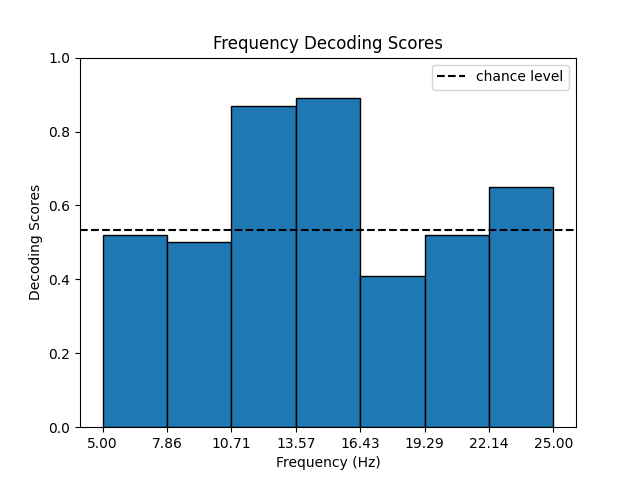 Frequency Decoding Scores
chance level
Decoding Scores
1.0
0.8
0.6
0.4
0.2
0.0
5.00 7.86 10.71 13.57 16.43 19.29 22.14 25.00
Frequency (Hz)